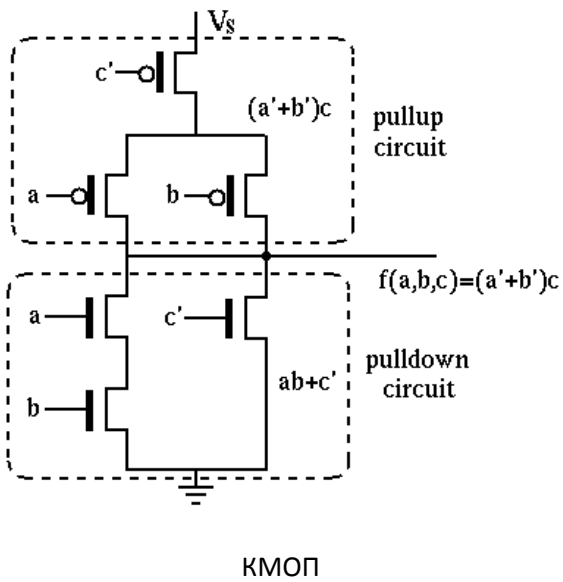 Vs
c'
(a'+b')c
pullup
circuit
a
b
f(a,b,c)=(a'+b')c
a
c'
pulldown
circuit
ab+c'
b
КМОП